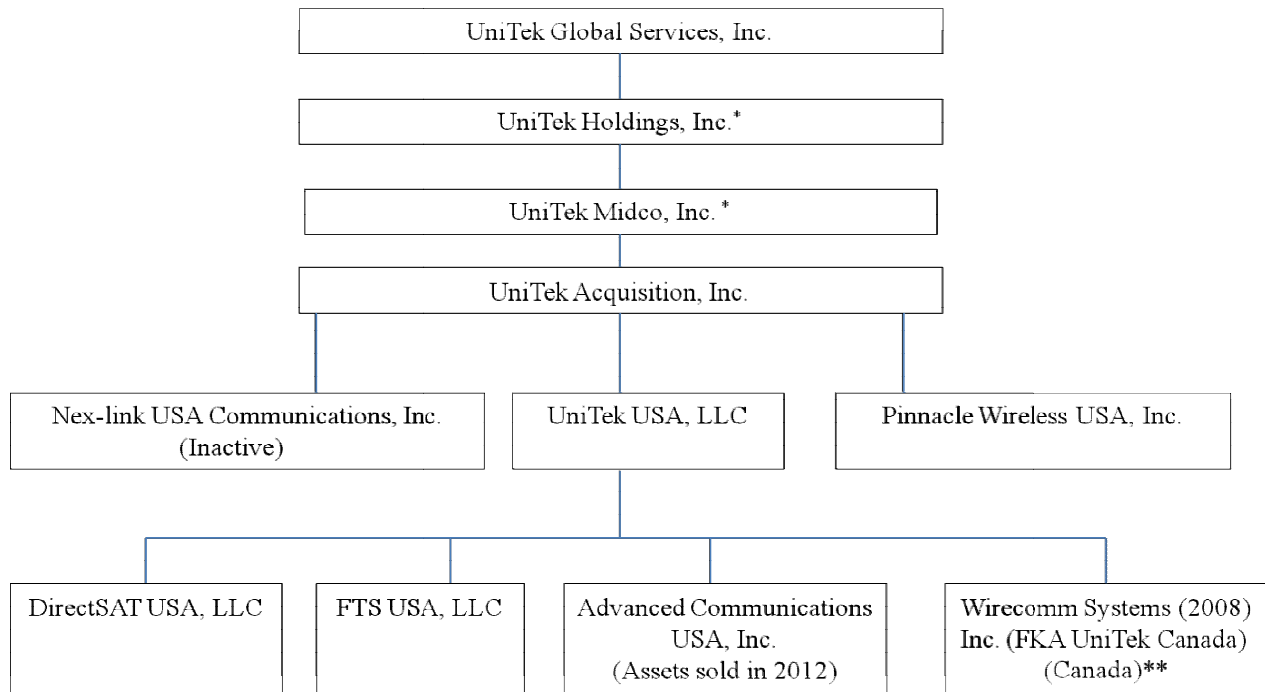 UniTek Global Services, Inc.
UniTek Holdings, Inc.*
UniTek Midco, Inc. *
UniTek Acquisition, Inc.
Nex-link USA Communications, Inc.
(Inactive)
UniTek USA, LLC
Pinnacle Wireless USA, Inc.
DirectSAT USA, LLC
FTS USA, LLC
Advanced Communications
USA, Inc.
(Assets sold in 2012)
Wirecomm Systems (2008)
Inc. (FKA UniTek Canada)
(Canada)**